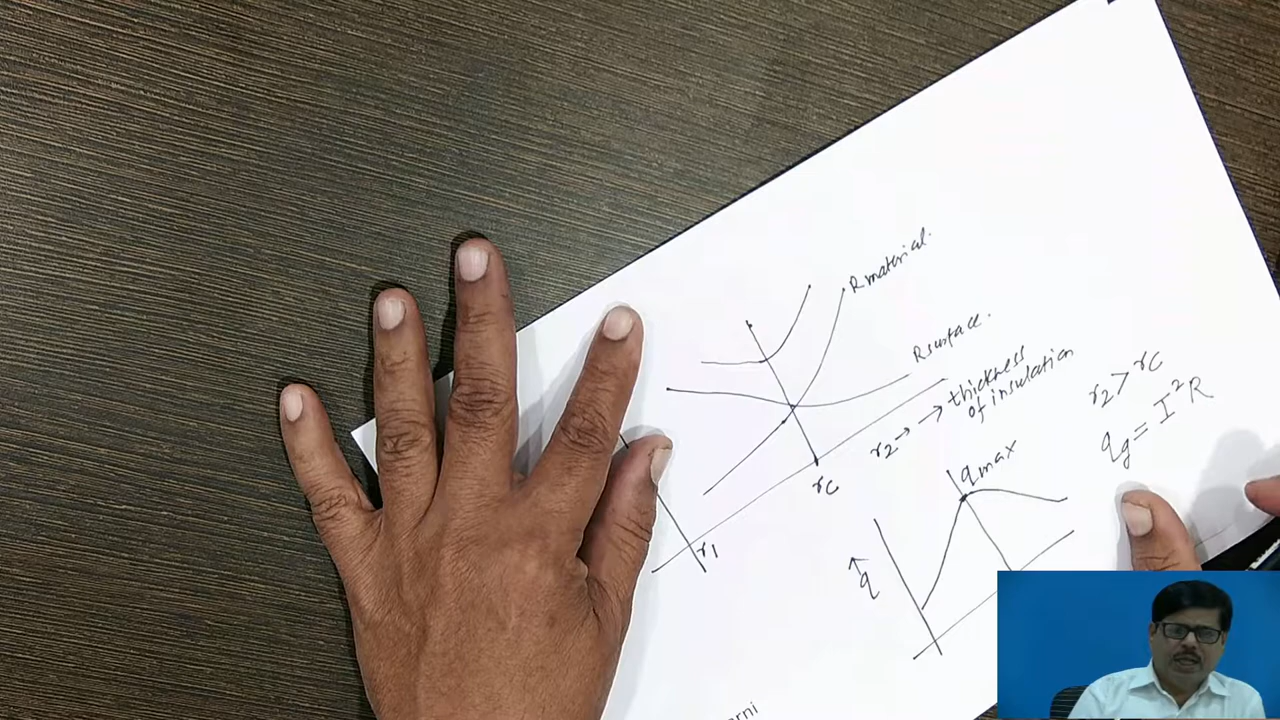 R material.
R surface.
r2 → → thickness
of insulation
rc
r1
r2 > rc
qg = I²R
qmax
↑
q